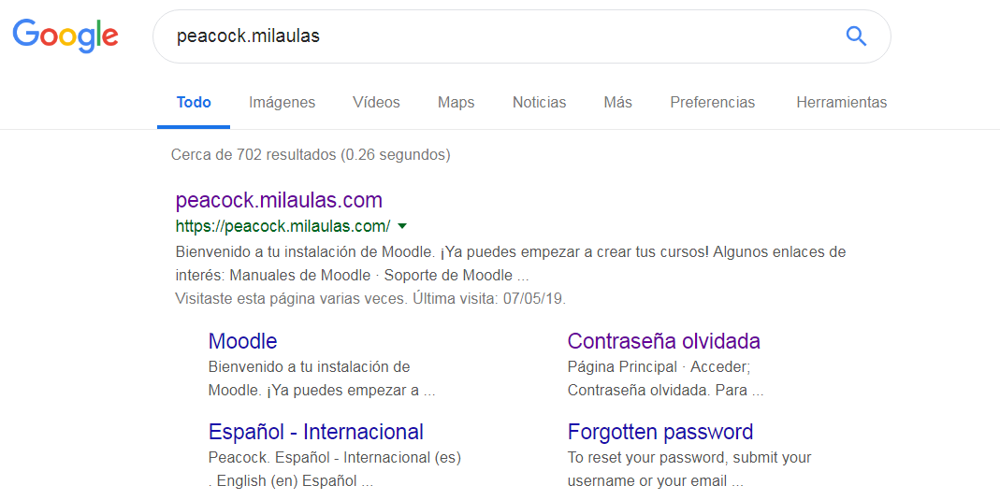 Google
peacock.milaulas
Todo Imágenes Vídeos Maps Noticias Más Preferencias Herramientas
Cerca de 702 resultados (0.26 segundos)
peacock.milaulas.com
https://peacock.milaulas.com/
Bienvenido a tu instalación de Moodle. ¡Ya puedes empezar a crear tus cursos! Algunos enlaces de
interés: Manuales de Moodle · Soporte de Moodle ...
Visitaste esta página varias veces. Última visita: 07/05/19.
Moodle
Bienvenido a tu instalación de
Moodle. ¡Ya puedes empezar a ...
Contraseña olvidada
Página Principal · Acceder;
Contraseña olvidada. Para ...
Español - Internacional
Peacock. Español - Internacional (es)
. English (en) Español ...
Forgotten password
To reset your password, submit your
username or your email ...